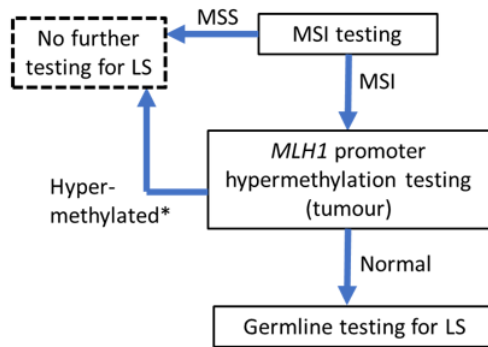 No further
testing for LS
MSS
MSI testing
MSI
MLH1 promoter
hypermethylation testing
(tumour)
Hyper-
methylated*
Normal
Germline testing for LS